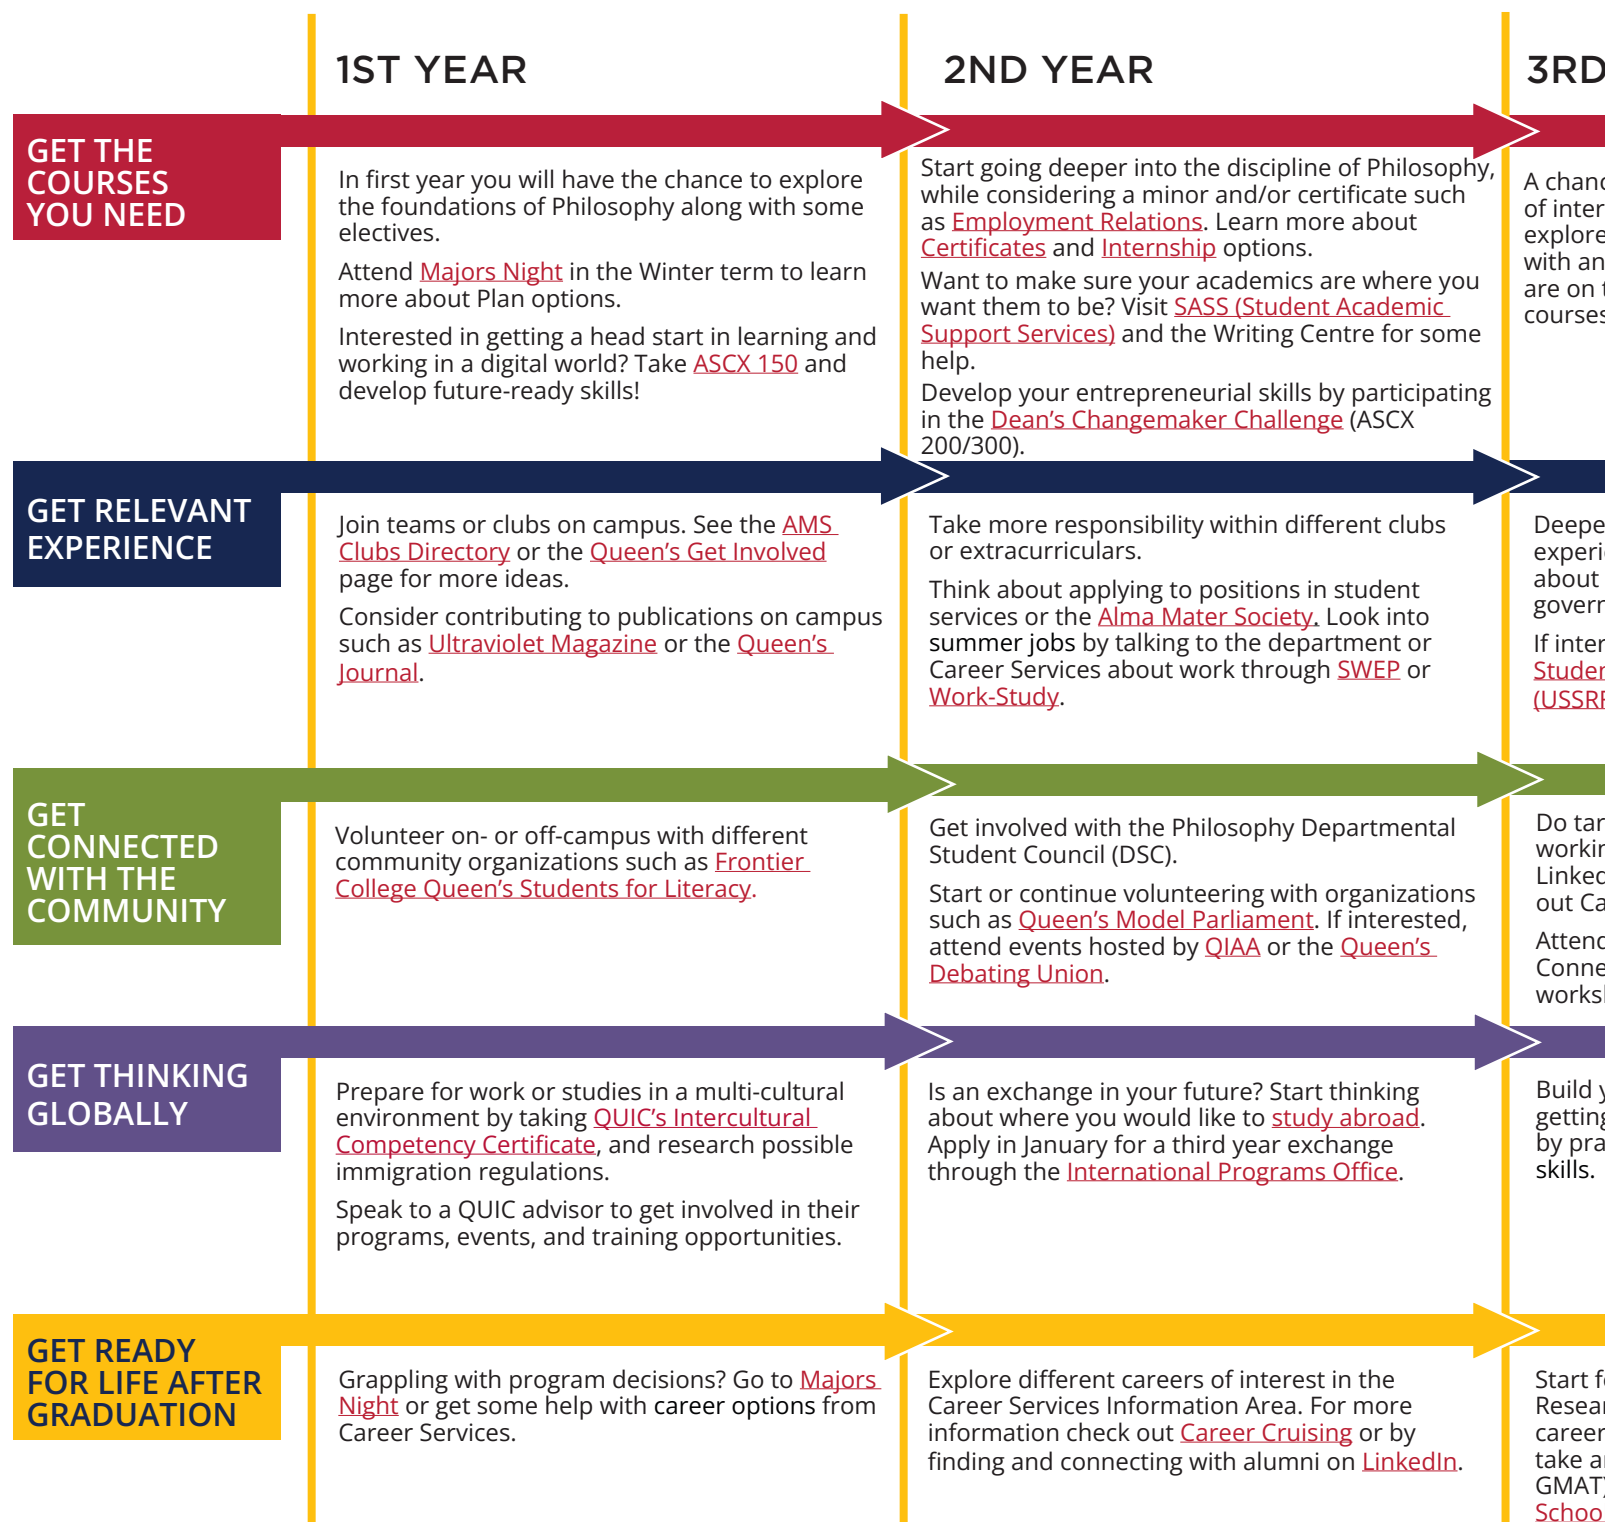 1ST YEAR
2ND YEAR
3RD
GET THE
COURSES
YOU NEED
In first year you will have the chance to explore
the foundations of Philosophy along with some
electives.
Attend Majors Night in the Winter term to learn
more about Plan options.
Interested in getting a head start in learning and
working in a digital world? Take ASCX 150 and
develop future-ready skills!
Start going deeper into the discipline of Philosophy,
while considering a minor and/or certificate such
as Employment Relations. Learn more about
Certificates and Internship options.
Want to make sure your academics are where you
want them to be? Visit SASS (Student Academic
Support Services) and the Writing Centre for some
help.
Develop your entrepreneurial skills by participating
in the Dean's Changemaker Challenge (ASCX
200/300).
A
of
explore
with an
are on
courses
GET RELEVANT
EXPERIENCE
Join teams or clubs on campus. See the AMS
Clubs Directory or the Queen's Get Involved
page for more ideas.
Consider contributing to publications on campus
such as Ultraviolet Magazine or the Queen's
Journal.
Take more responsibility within different clubs
or extracurriculars.
Think about applying to positions in student
services or the Alma Mater Society. Look into
summer jobs by talking to the department or
Career Services about work through SWEP or
Work-Study.
about
If
GET
CONNECTED
WITH THE
COMMUNITY
Volunteer on- or off-campus with different
community organizations such as Frontier
College Queen's Students for Literacy.
Get involved with the Philosophy Departmental
Student Council (DSC).
Start or continue volunteering with organizations
such as Queen's Model Parliament. If interested,
attend events hosted by QIAA or the Queen's
Debating Union.
Do
out
Attend
GET THINKING
GLOBALLY
Prepare for work or studies in a multi-cultural
environment by taking QUIC's Intercultural
Competency Certificate, and research possible
immigration regulations.
Speak to a QUIC advisor to get involved in their
programs, events, and training opportunities.
Is an exchange in your future? Start thinking
about where you would like to study abroad.
Apply in January for a third year exchange
through the International Programs Office.
Build
getting
by
skills.
GET READY
FOR LIFE AFTER
GRADUATION
Grappling with program decisions? Go to Majors
Night or get some help with career options from
Career Services.
Explore different careers of interest in the
Career Services Information Area. For more
information check out Career Cruising or by
finding and connecting with alumni on LinkedIn.
Start
career
take
GMAT)